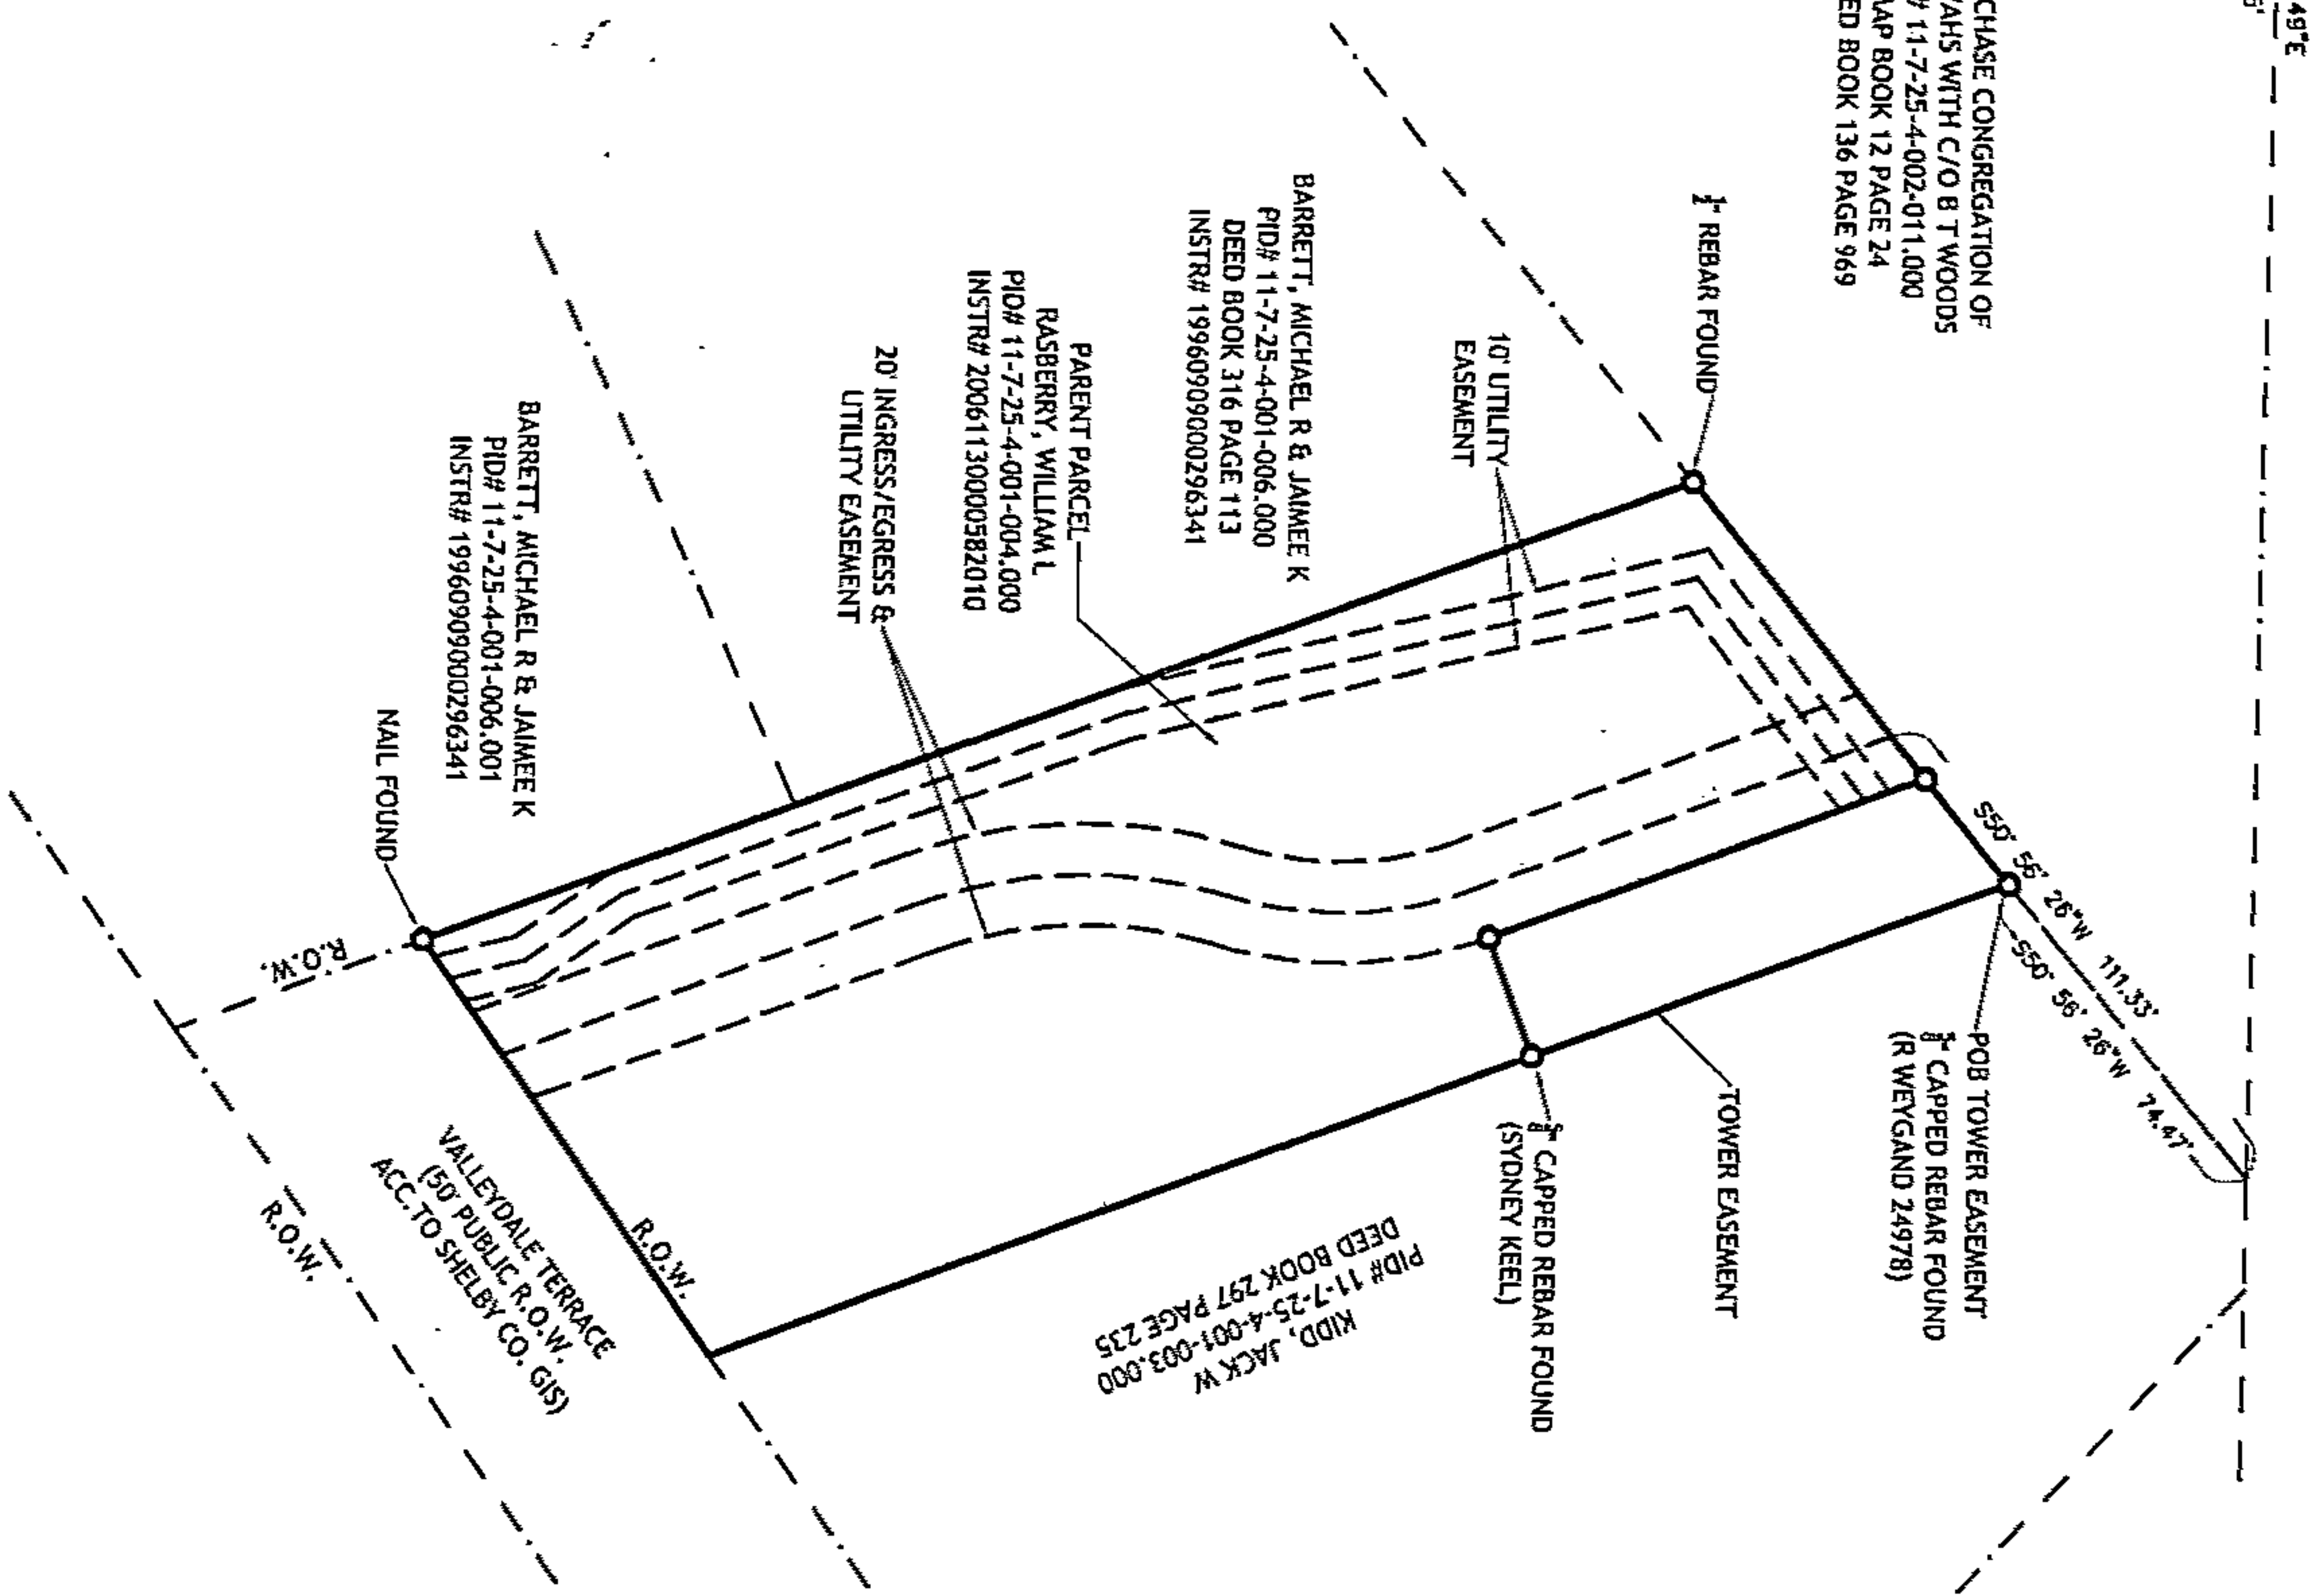 49"E
CHASE CONGREGATION OF
VAHS WITH C/O B T WOODS
# 11-7-25-4-002-011.000
AP BOOK 12 PAGE 24
ED BOOK 136 PAGE 969
1/2" REBAR FOUND
S50° 56' 26"W 111.33'
S50° 56' 26"W 74.47'
POB TOWER EASEMENT
CAPPED REBAR FOUND
(R WEYGAND 24978)
TOWER EASEMENT
CAPPED REBAR FOUND
(SYDNEY KEEL)
10' UTILITY
EASEMENT
BARRETT, MICHAEL R & JAIMEE K
PID# 11-7-25-4-001-006.000
DEED BOOK 316 PAGE 113
INSTR# 19960909000296341
PARENT PARCEL
RASBERRY, WILLIAM L
PID# 11-7-25-4-001-004.000
INSTR# 20061130000582010
20' INGRESS/EGRESS &
UTILITY EASEMENT
KIDD, JACK W
PID# 11-7-25-4-001-003.000
DEED BOOK 297 PAGE 235
BARRETT, MICHAEL R & JAIMEE K
PID# 11-7-25-4-001-006.001
INSTR# 19960909000296341
NAIL FOUND
R.O.W.
R.O.W.
VALLEYDALE TERRACE
(50' PUBLIC R.O.W.
ACC.TO SHELBY CO. GIS)
R.O.W.